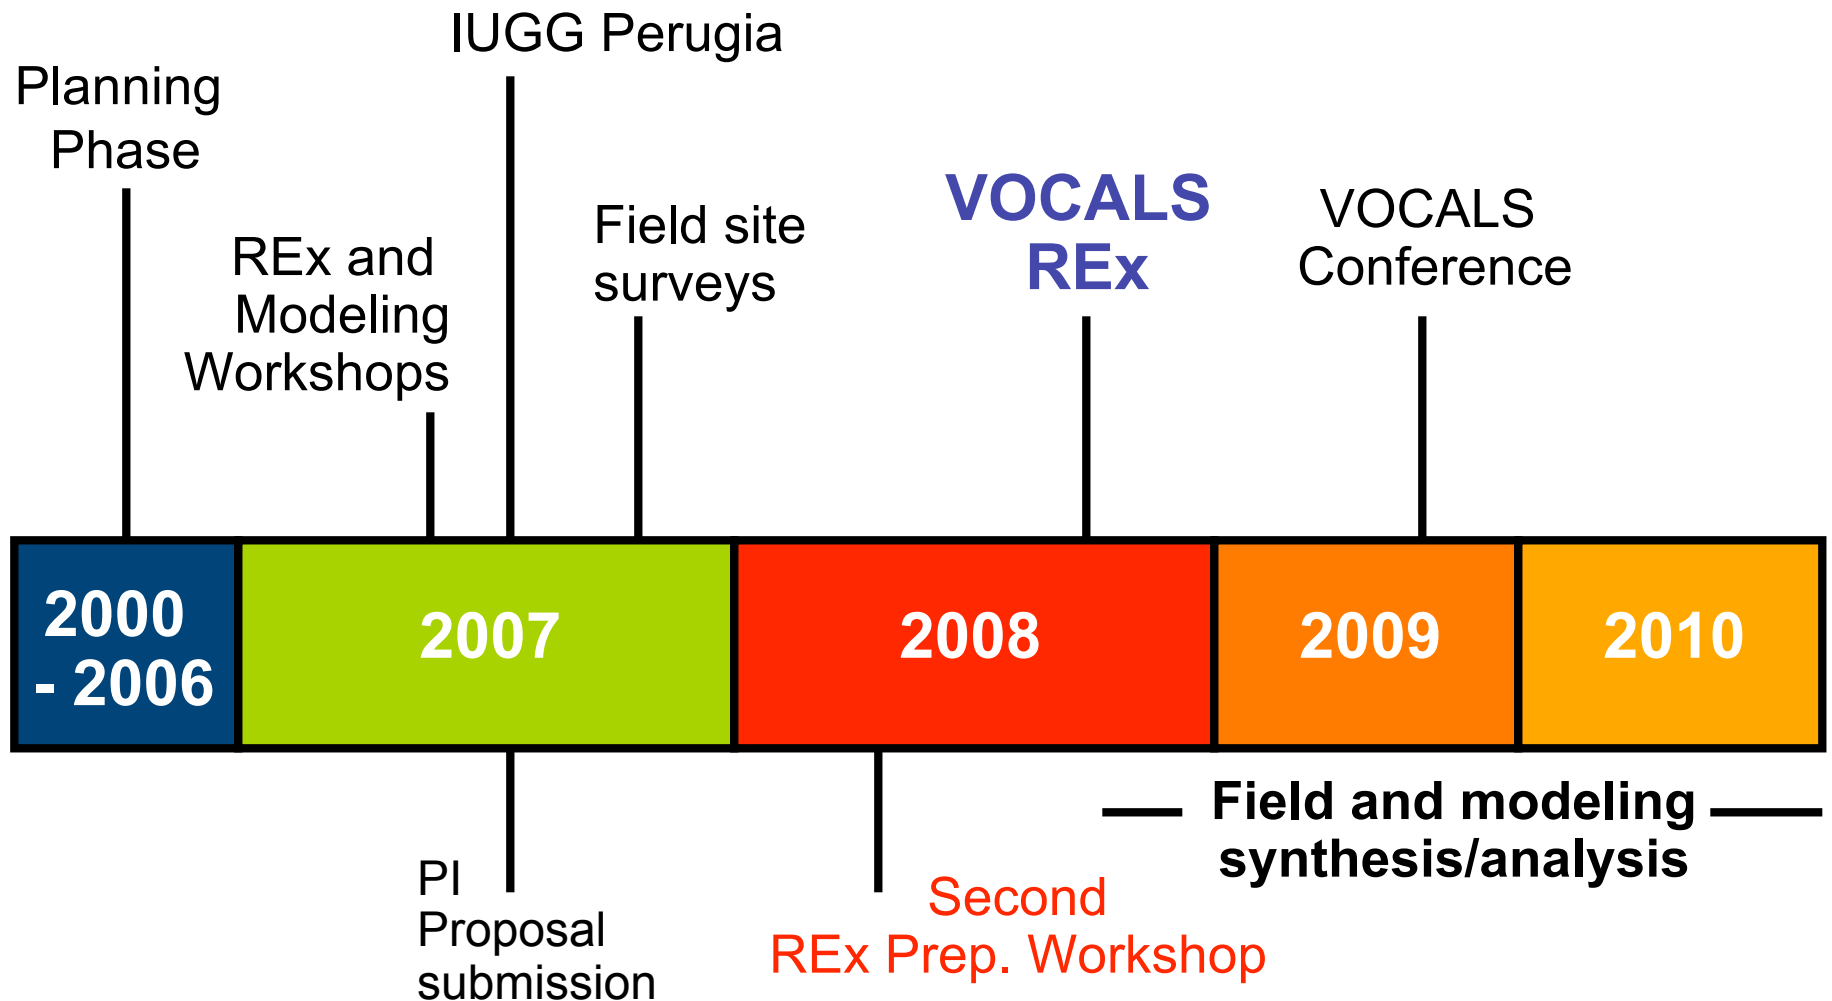 IUGG Perugia
Planning
Phase
REx and
Modeling
Workshops
Field site
surveys
VOCALS
REx
VOCALS
Conference
2000
- 2006
2007
2008
2009
2010
PI
Proposal
submission
Second
REx Prep. Workshop
Field and modeling
synthesis/analysis